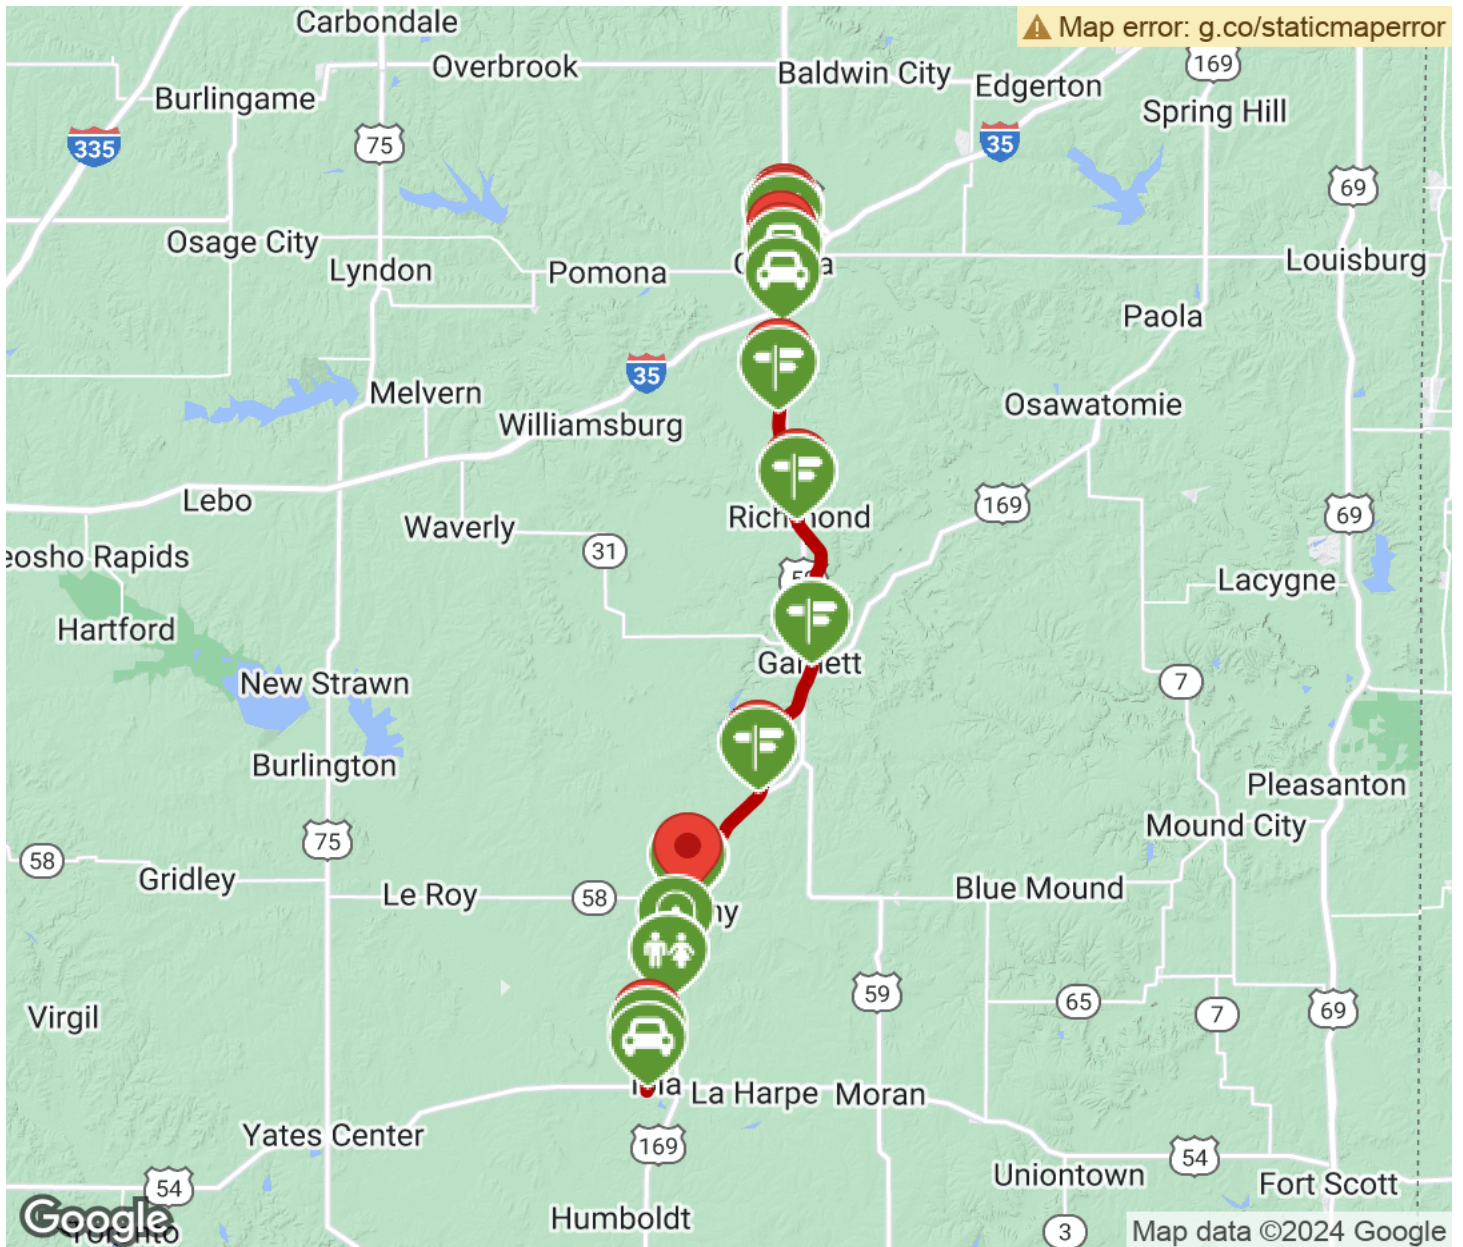 Carbondale
Map error: g.co/staticmaperror
Overbrook
Baldwin City
169
Edgerton
Burlingame
Spring Hill
335
75
35
69
Osage City
Lyndon
Pomona
Louisburg
Paola
35
Melvern
Osawatomie
Williamsburg
Lebo
169
69
Richmond
Waverly
31
eosho Rapids
Lacygne
Hartford
Garnett
7
New Strawn
Burlington
Pleasanton
Mound City
75
58
Gridley
Le Roy
58
Blue Mound
59
65
7
69
Virgil
La Harpe
Moran
Yates Center
169
54
Uniontown
54
Fort Scott
Google
Humboldt
3
Map data ©2024 Google